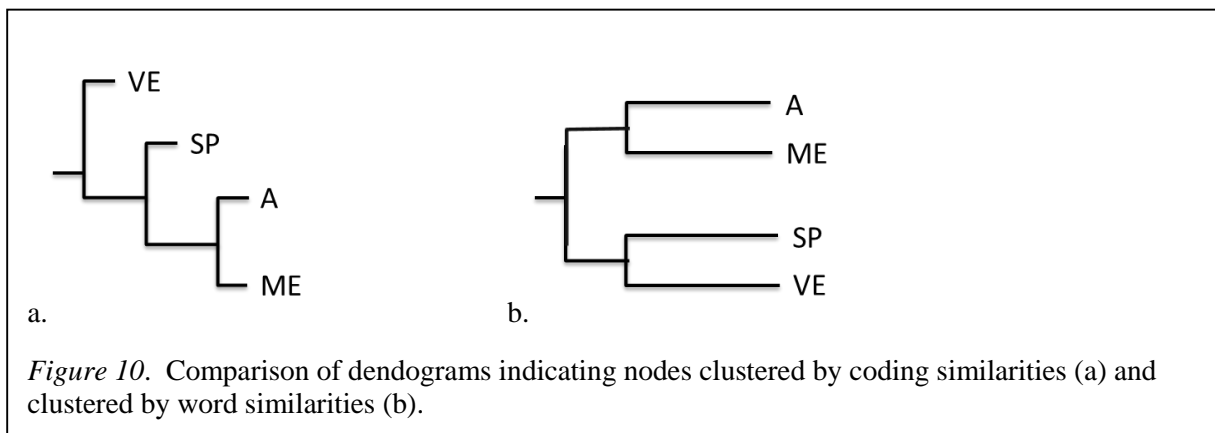 VE
SP
A
ME
a.
A
ME
SP
VE
b.
Figure 10. Comparison of dendograms indicating nodes clustered by coding similarities (a) and
clustered by word similarities (b).